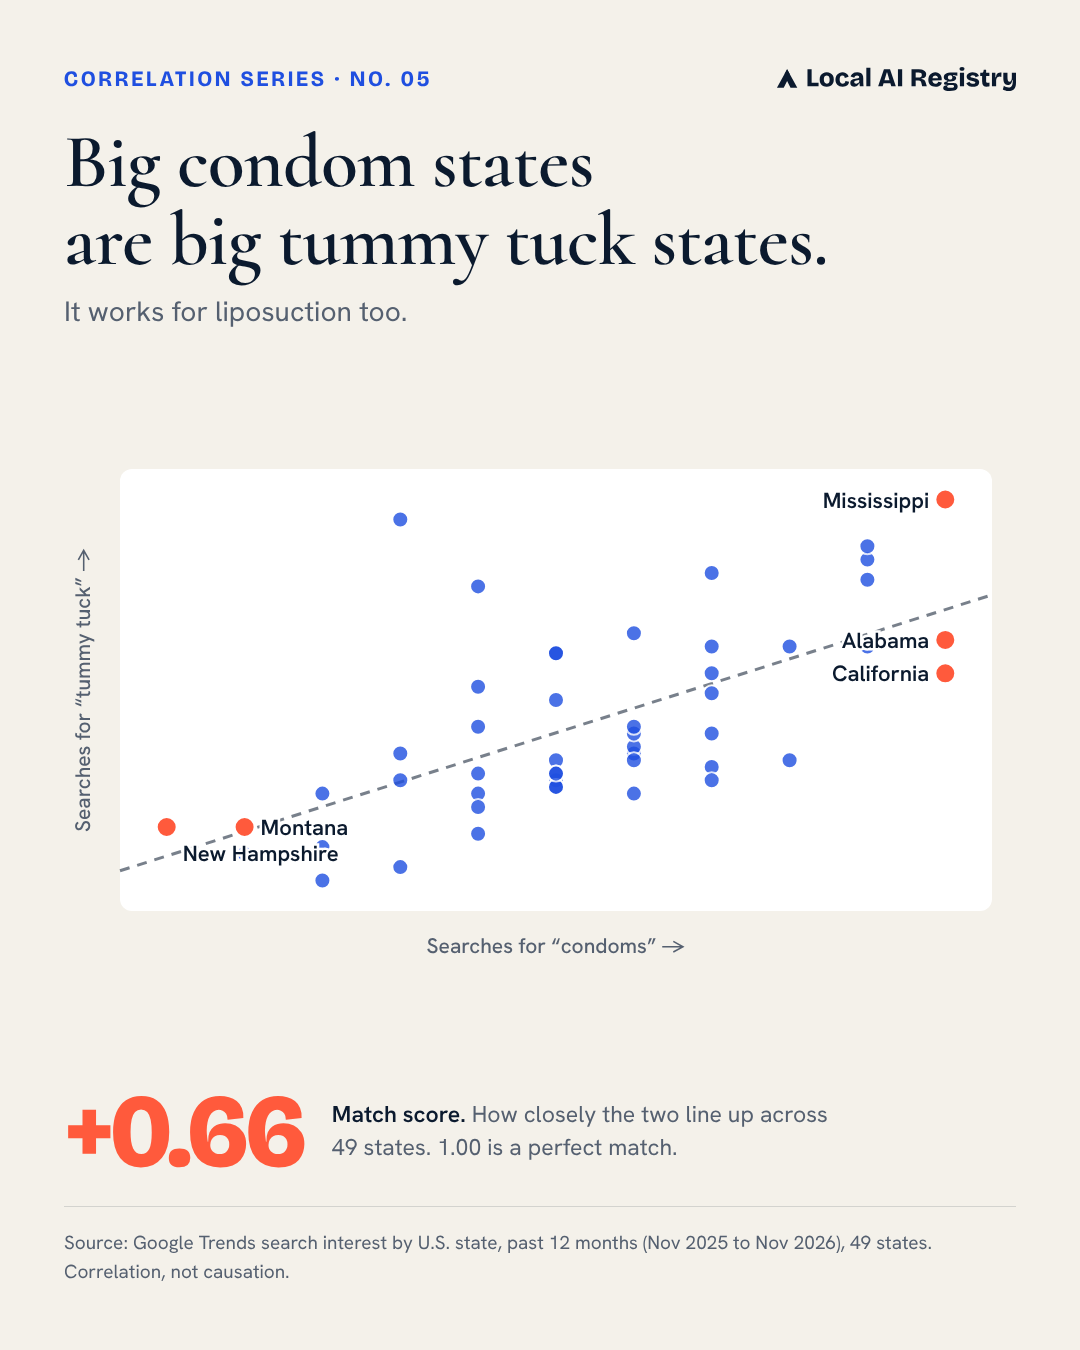 CORRELATION SERIES · NO. 05
Local AI Registry
Big condom states
are big tummy tuck states.
It works for liposuction too.
Searches for “tummy tuck” →
Mississippi
Alabama
California
Montana
New Hampshire
Searches for “condoms” →
+0.66
Match score. How closely the two line up across
49 states. 1.00 is a perfect match.
Source: Google Trends search interest by U.S. state, past 12 months (Nov 2025 to Nov 2026), 49 states.
Correlation, not causation.